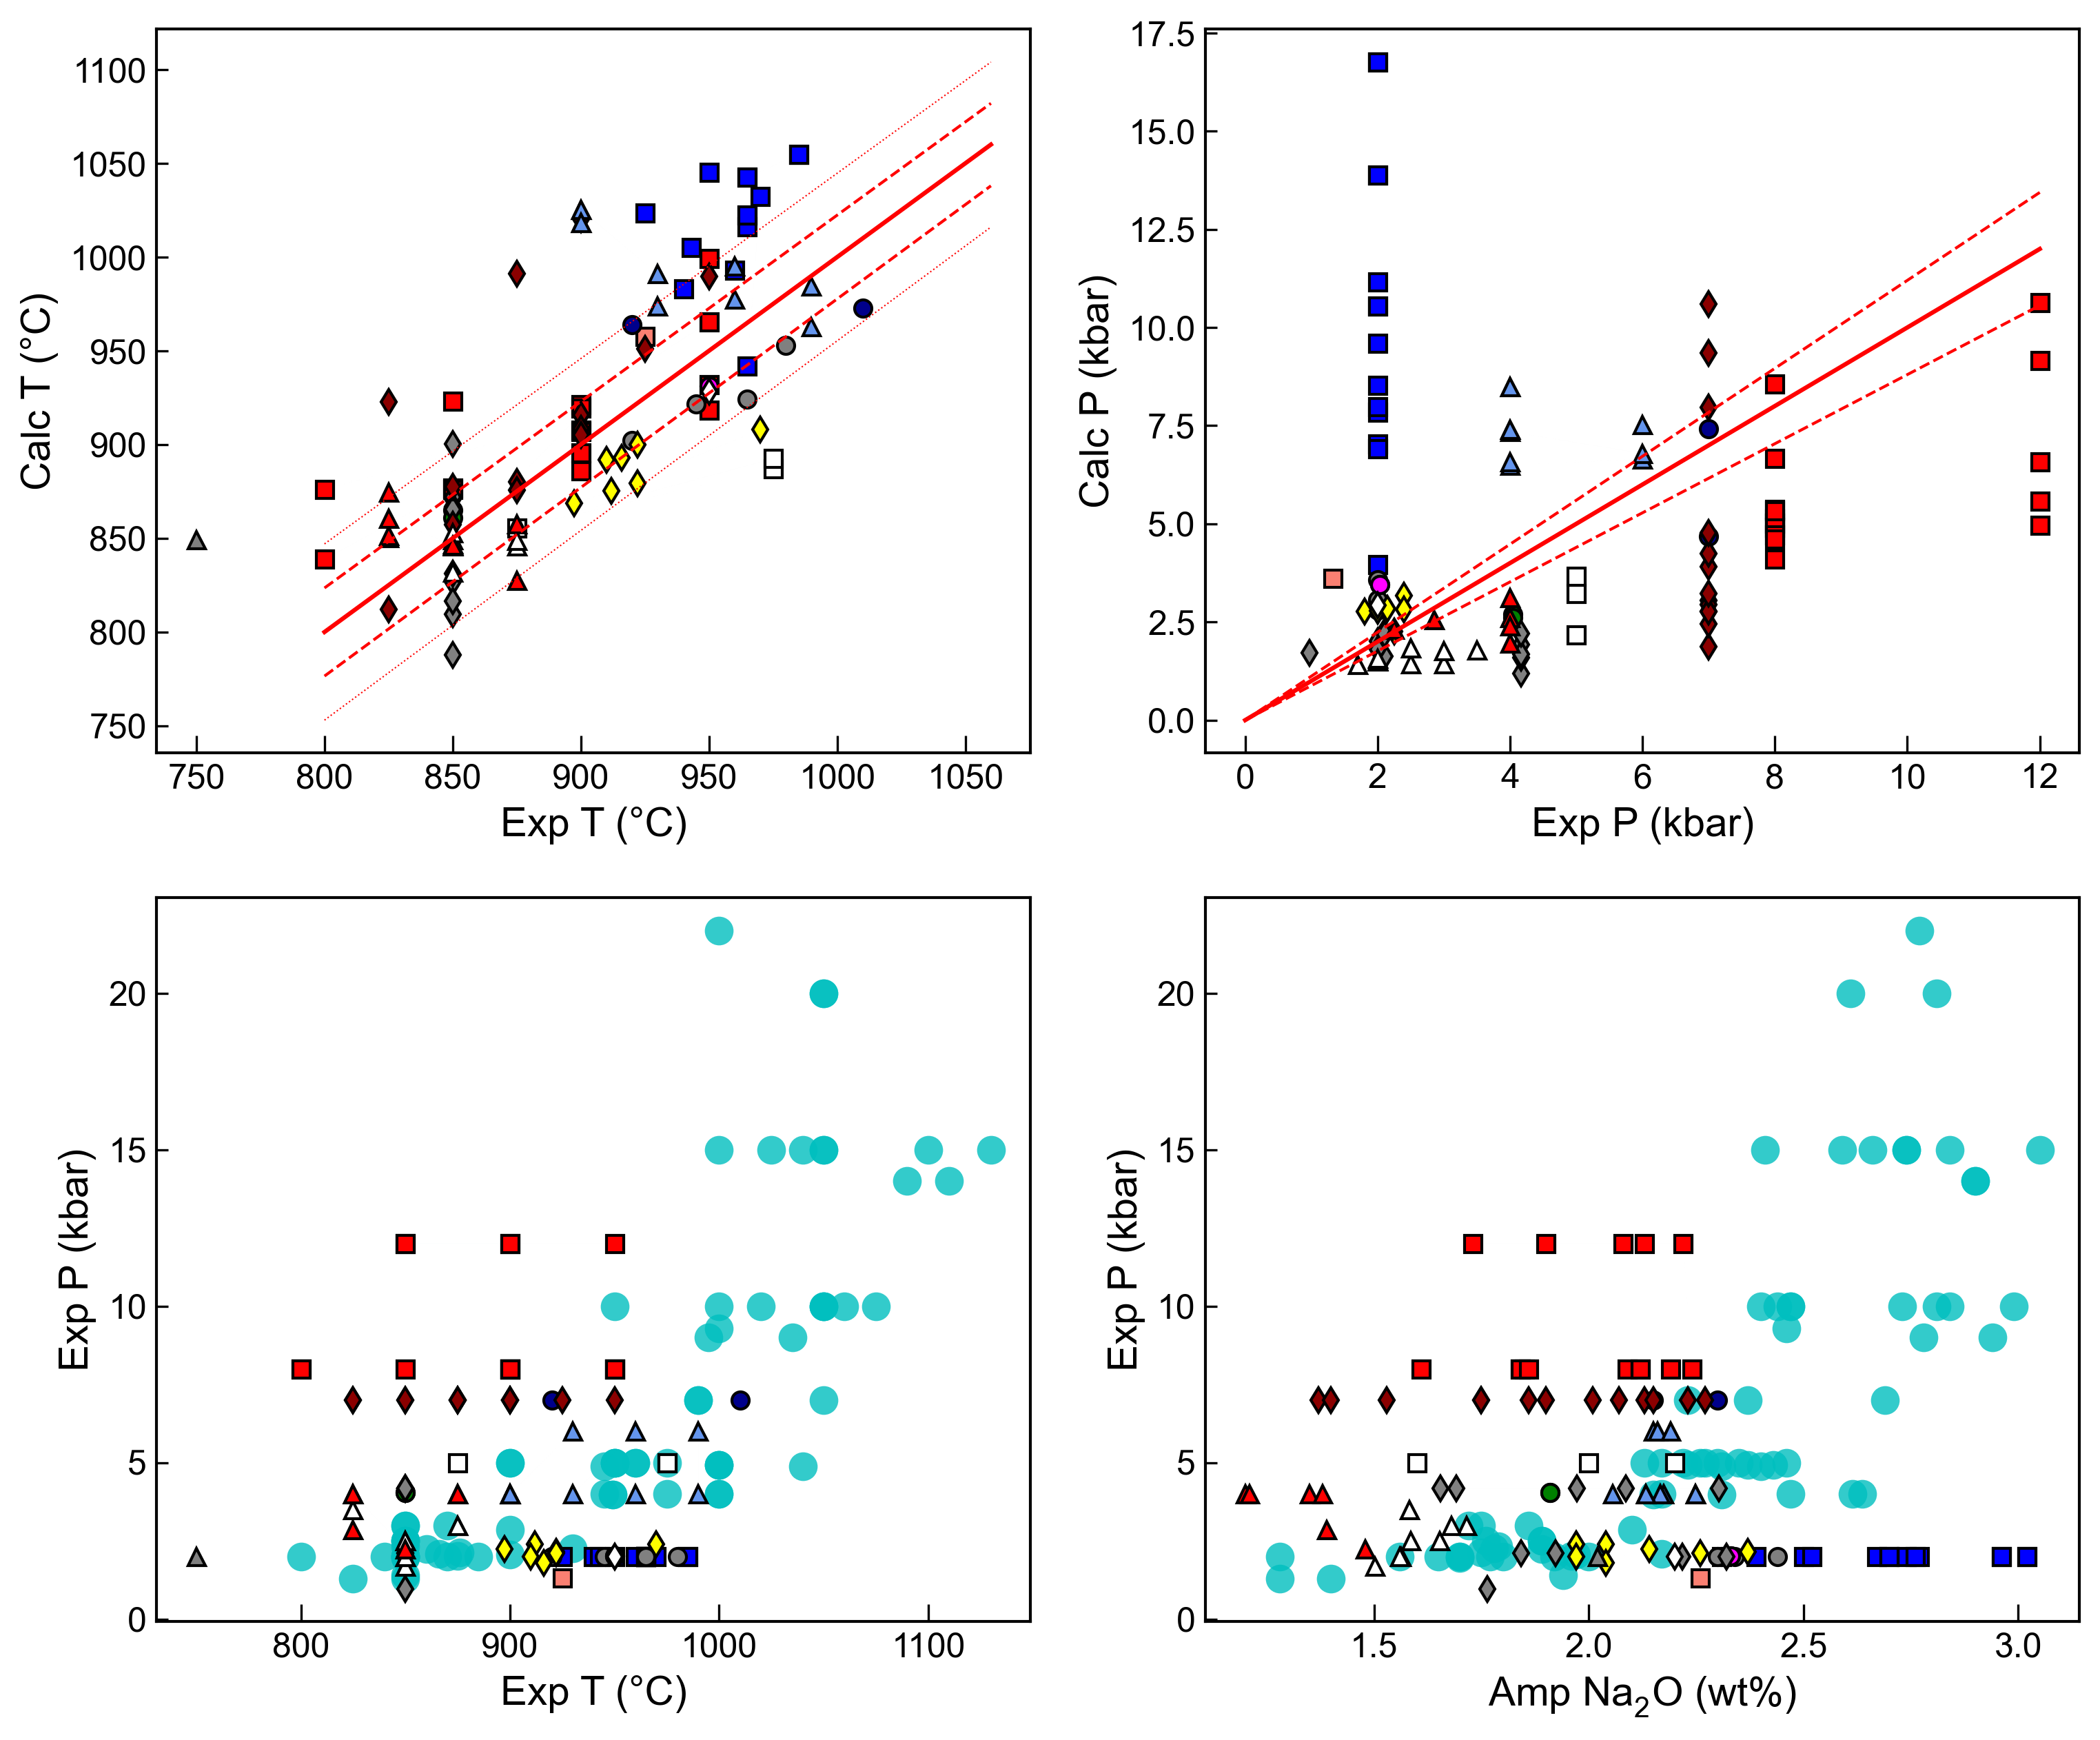 1100
1050
1000
950
900
850
800
750
Calc T (°C)
750 800 850 900 950 1000 1050
Exp T (°C)
17.5
15.0
12.5
10.0
7.5
5.0
2.5
0.0
Calc P (kbar)
0 2 4 6 8 10 12
Exp P (kbar)
20
15
10
5
0
Exp P (kbar)
800 900 1000 1100
Exp T (°C)
20
15
10
5
0
Exp P (kbar)
1.5 2.0 2.5 3.0
Amp Na₂O (wt%)